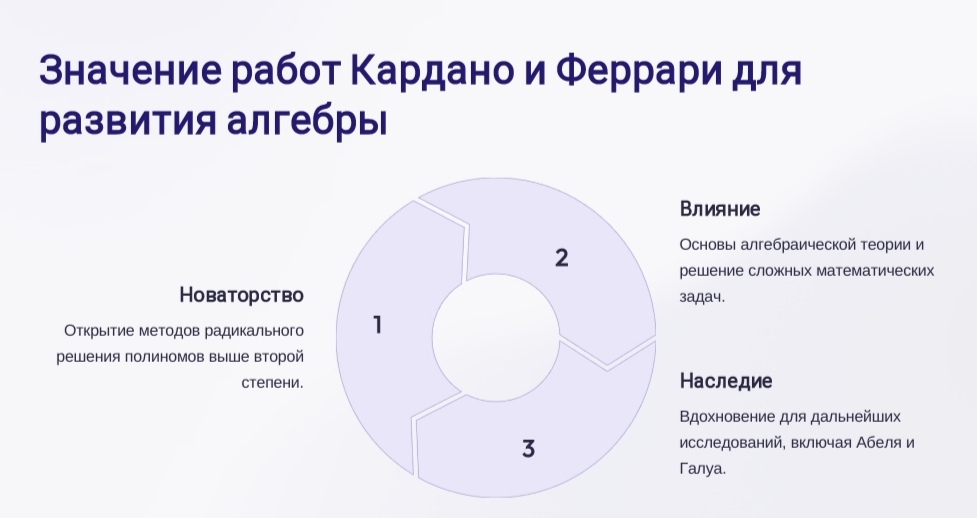 Значение работ Кардано и Феррари для
развития алгебры
Новаторство
Открытие методов радикального
решения полиномов выше второй
степени.
1
2
3
Влияние
Основы алгебраической теории и
решение сложных математических
задач.
Наследие
Вдохновение для дальнейших
исследований, включая Абеля и
Галуа.